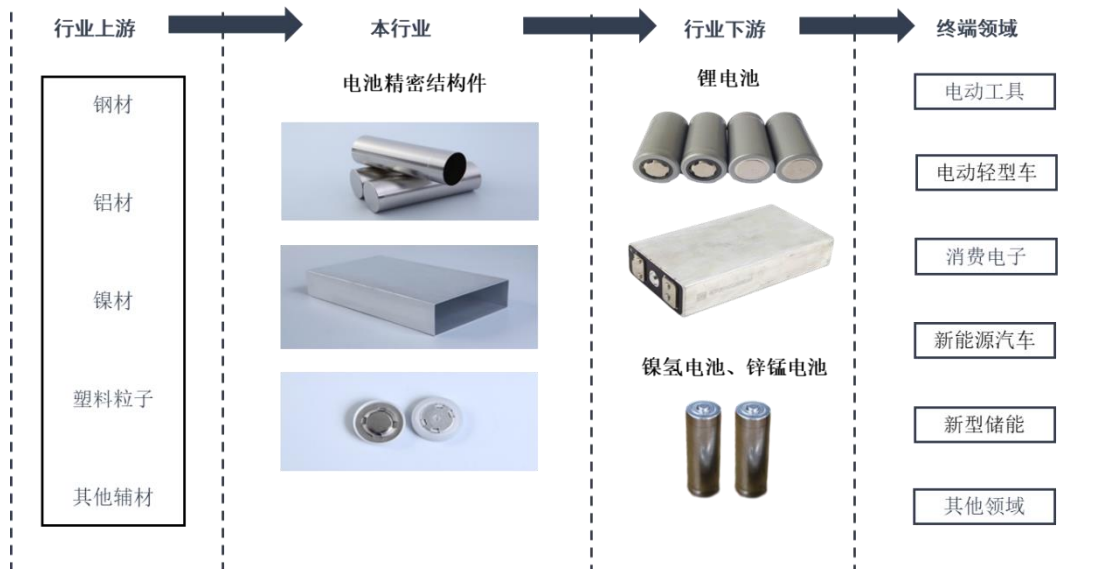 行业上游
本行业
行业下游
终端领域
钢材
铝材
镍材
塑料粒子
其他辅材
电池精密结构件
锂电池
镍氢电池、锌锰电池
电动工具
电动轻型车
消费电子
新能源汽车
新型储能
其他领域